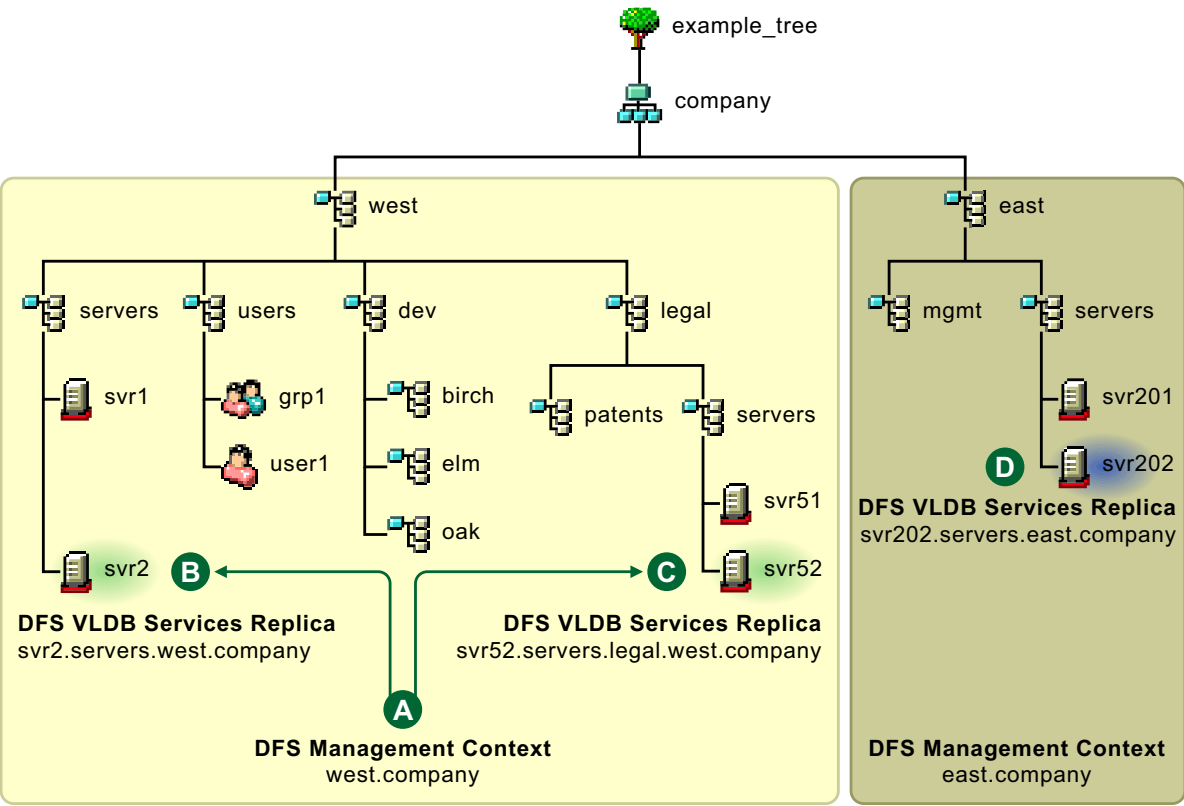 example_tree
company
west
east
servers
users
dev
legal
mgmt
servers
svr1
grp1
birch
patents
servers
svr201
user1
elm
D
svr202
svr51
DFS VLDB Services Replica
svr202.servers.east.company
oak
svr2
B
C
svr52
DFS VLDB Services Replica
svr2.servers.west.company
DFS VLDB Services Replica
svr52.servers.legal.west.company
A
DFS Management Context
west.company
DFS Management Context
east.company